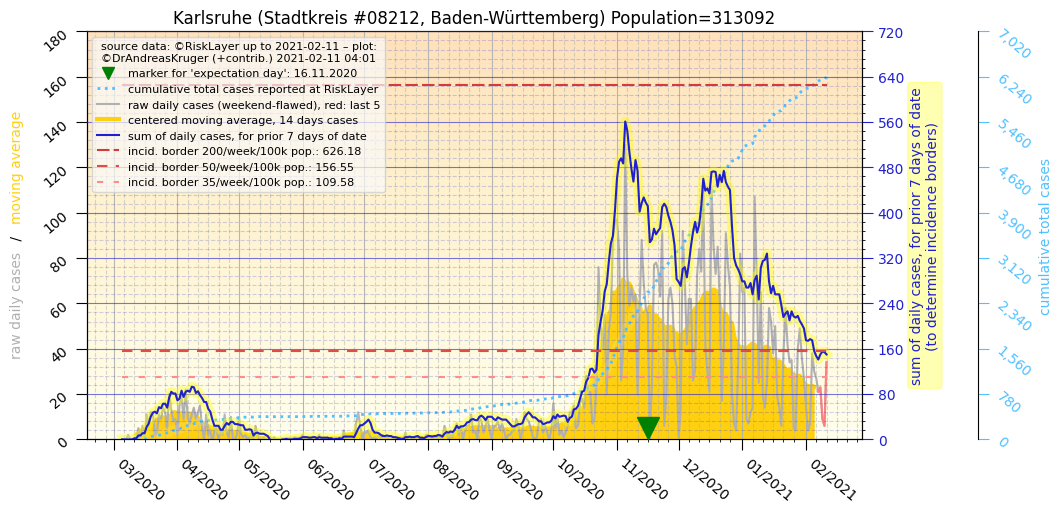 Karlsruhe (Stadtkreis #08212, Baden-Württemberg) Population=313092
source data: ©RiskLayer up to 2021-02-11 – plot:
©DrAndreasKruger (+contrib.) 2021-02-11 04:01
marker for 'expectation day': 16.11.2020
cumulative total cases reported at RiskLayer
raw daily cases (weekend-flawed), red: last 5
centered moving average, 14 days cases
sum of daily cases, for prior 7 days of date
incid. border 200/week/100k pop.: 626.18
incid. border 50/week/100k pop.: 156.55
incid. border 35/week/100k pop.: 109.58
raw daily cases / moving average
180
160
140
120
100
80
60
40
20
0
03/2020
04/2020
05/2020
06/2020
07/2020
08/2020
09/2020
10/2020
11/2020
12/2020
01/2021
02/2021
720
640
560
480
400
320
240
160
80
0
sum of daily cases, for prior 7 days of date
(to determine incidence borders)
7,020
6,240
5,460
4,680
3,900
3,120
2,340
1,560
780
0
cumulative total cases